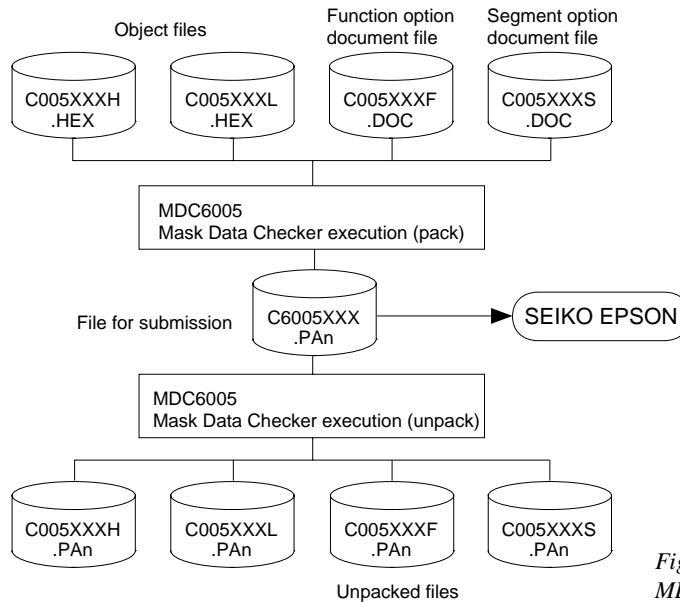 Object files
Function option
document file
Segment option
document file
C005XXXH
.HEX
C005XXXL
.HEX
C005XXXF
.DOC
C005XXXS
.DOC
MDC6005
Mask Data Checker execution (pack)
File for submission
C6005XXX
.PAn
SEIKO EPSON
MDC6005
Mask Data Checker execution (unpack)
C005XXXH
.PAn
C005XXXL
.PAn
C005XXXF
.PAn
C005XXXS
.PAn
Unpacked files